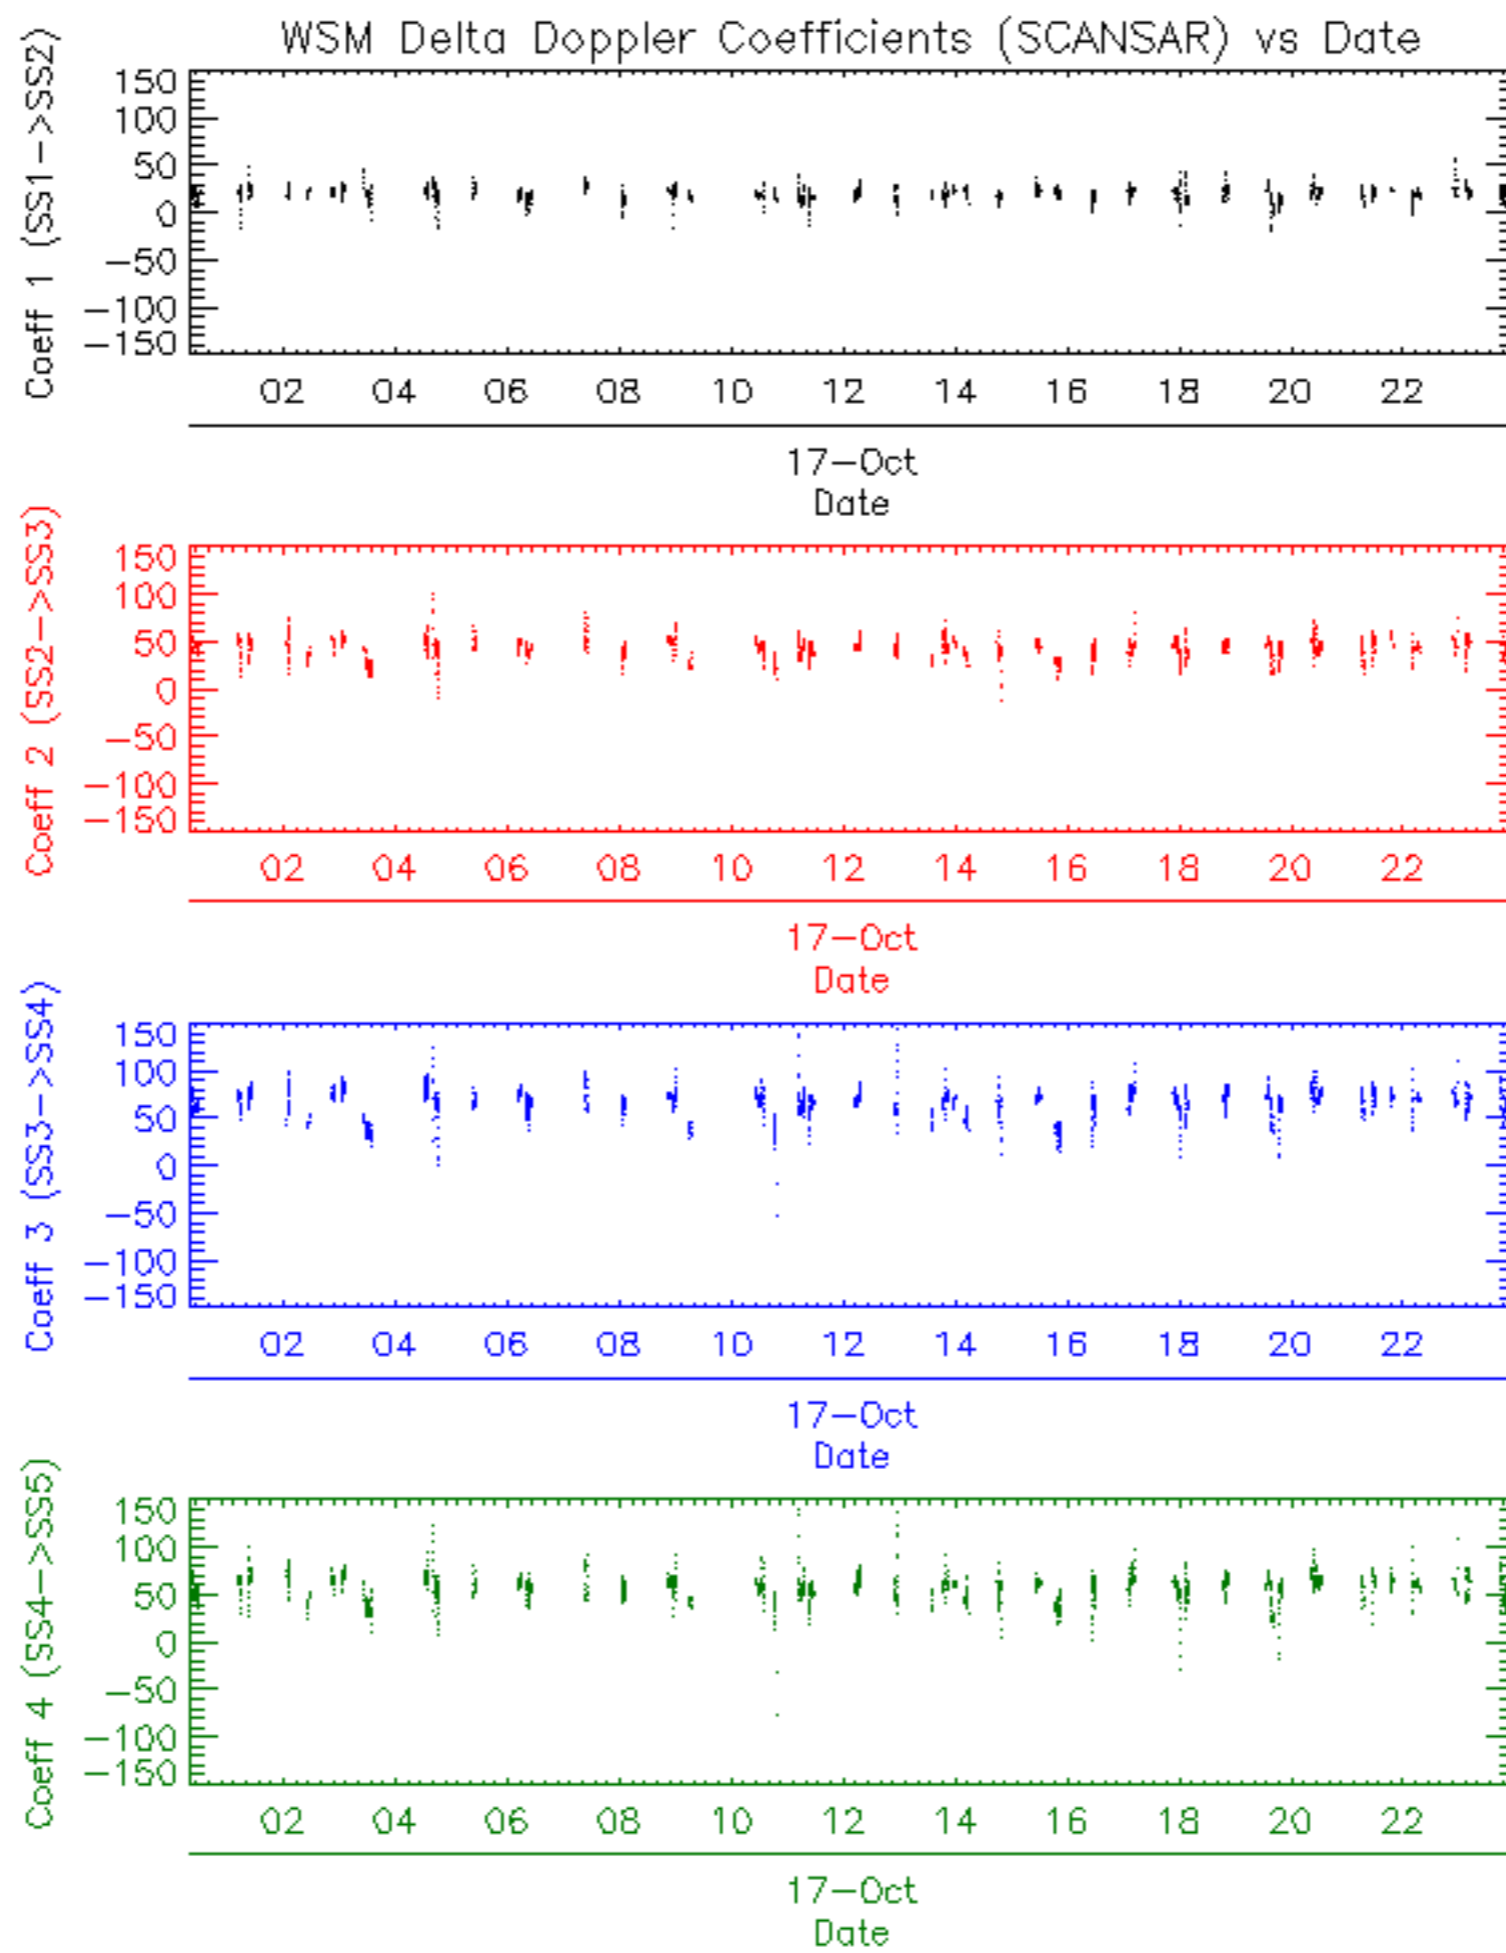 WSM Delta Doppler Coefficients (SCANSAR) vs Date
Coeff 1 (SS1->SS2)
150
100
50
0
-50
-100
-150
02 04 06 08 10 12 14 16 18 20 22
17-Oct
Date
Coeff 2 (SS2->SS3)
150
100
50
0
-50
-100
-150
02 04 06 08 10 12 14 16 18 20 22
17-Oct
Date
Coeff 3 (SS3->SS4)
150
100
50
0
-50
-100
-150
02 04 06 08 10 12 14 16 18 20 22
17-Oct
Date
Coeff 4 (SS4->SS5)
150
100
50
0
-50
-100
-150
02 04 06 08 10 12 14 16 18 20 22
17-Oct
Date